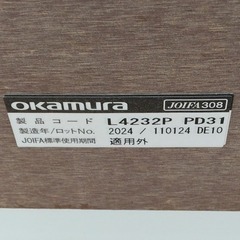 okamura JOIFA308
製品コード L4232P PD31
製造年/ロットNo. 2024 / 110124 DE10
JOIFA標準使用期間 適用外